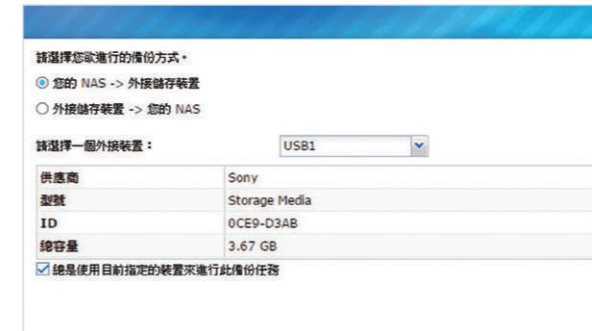 請選擇您欲進行的備份方式。
您的 NAS -> 外接儲存裝置
外接儲存裝置 -> 您的 NAS
請選擇一個外接裝置： USB1
供應商 Sony
型號 Storage Media
ID 0CE9-D3AB
總容量 3.67 GB
總是使用目前指定的裝置來進行此備份任務